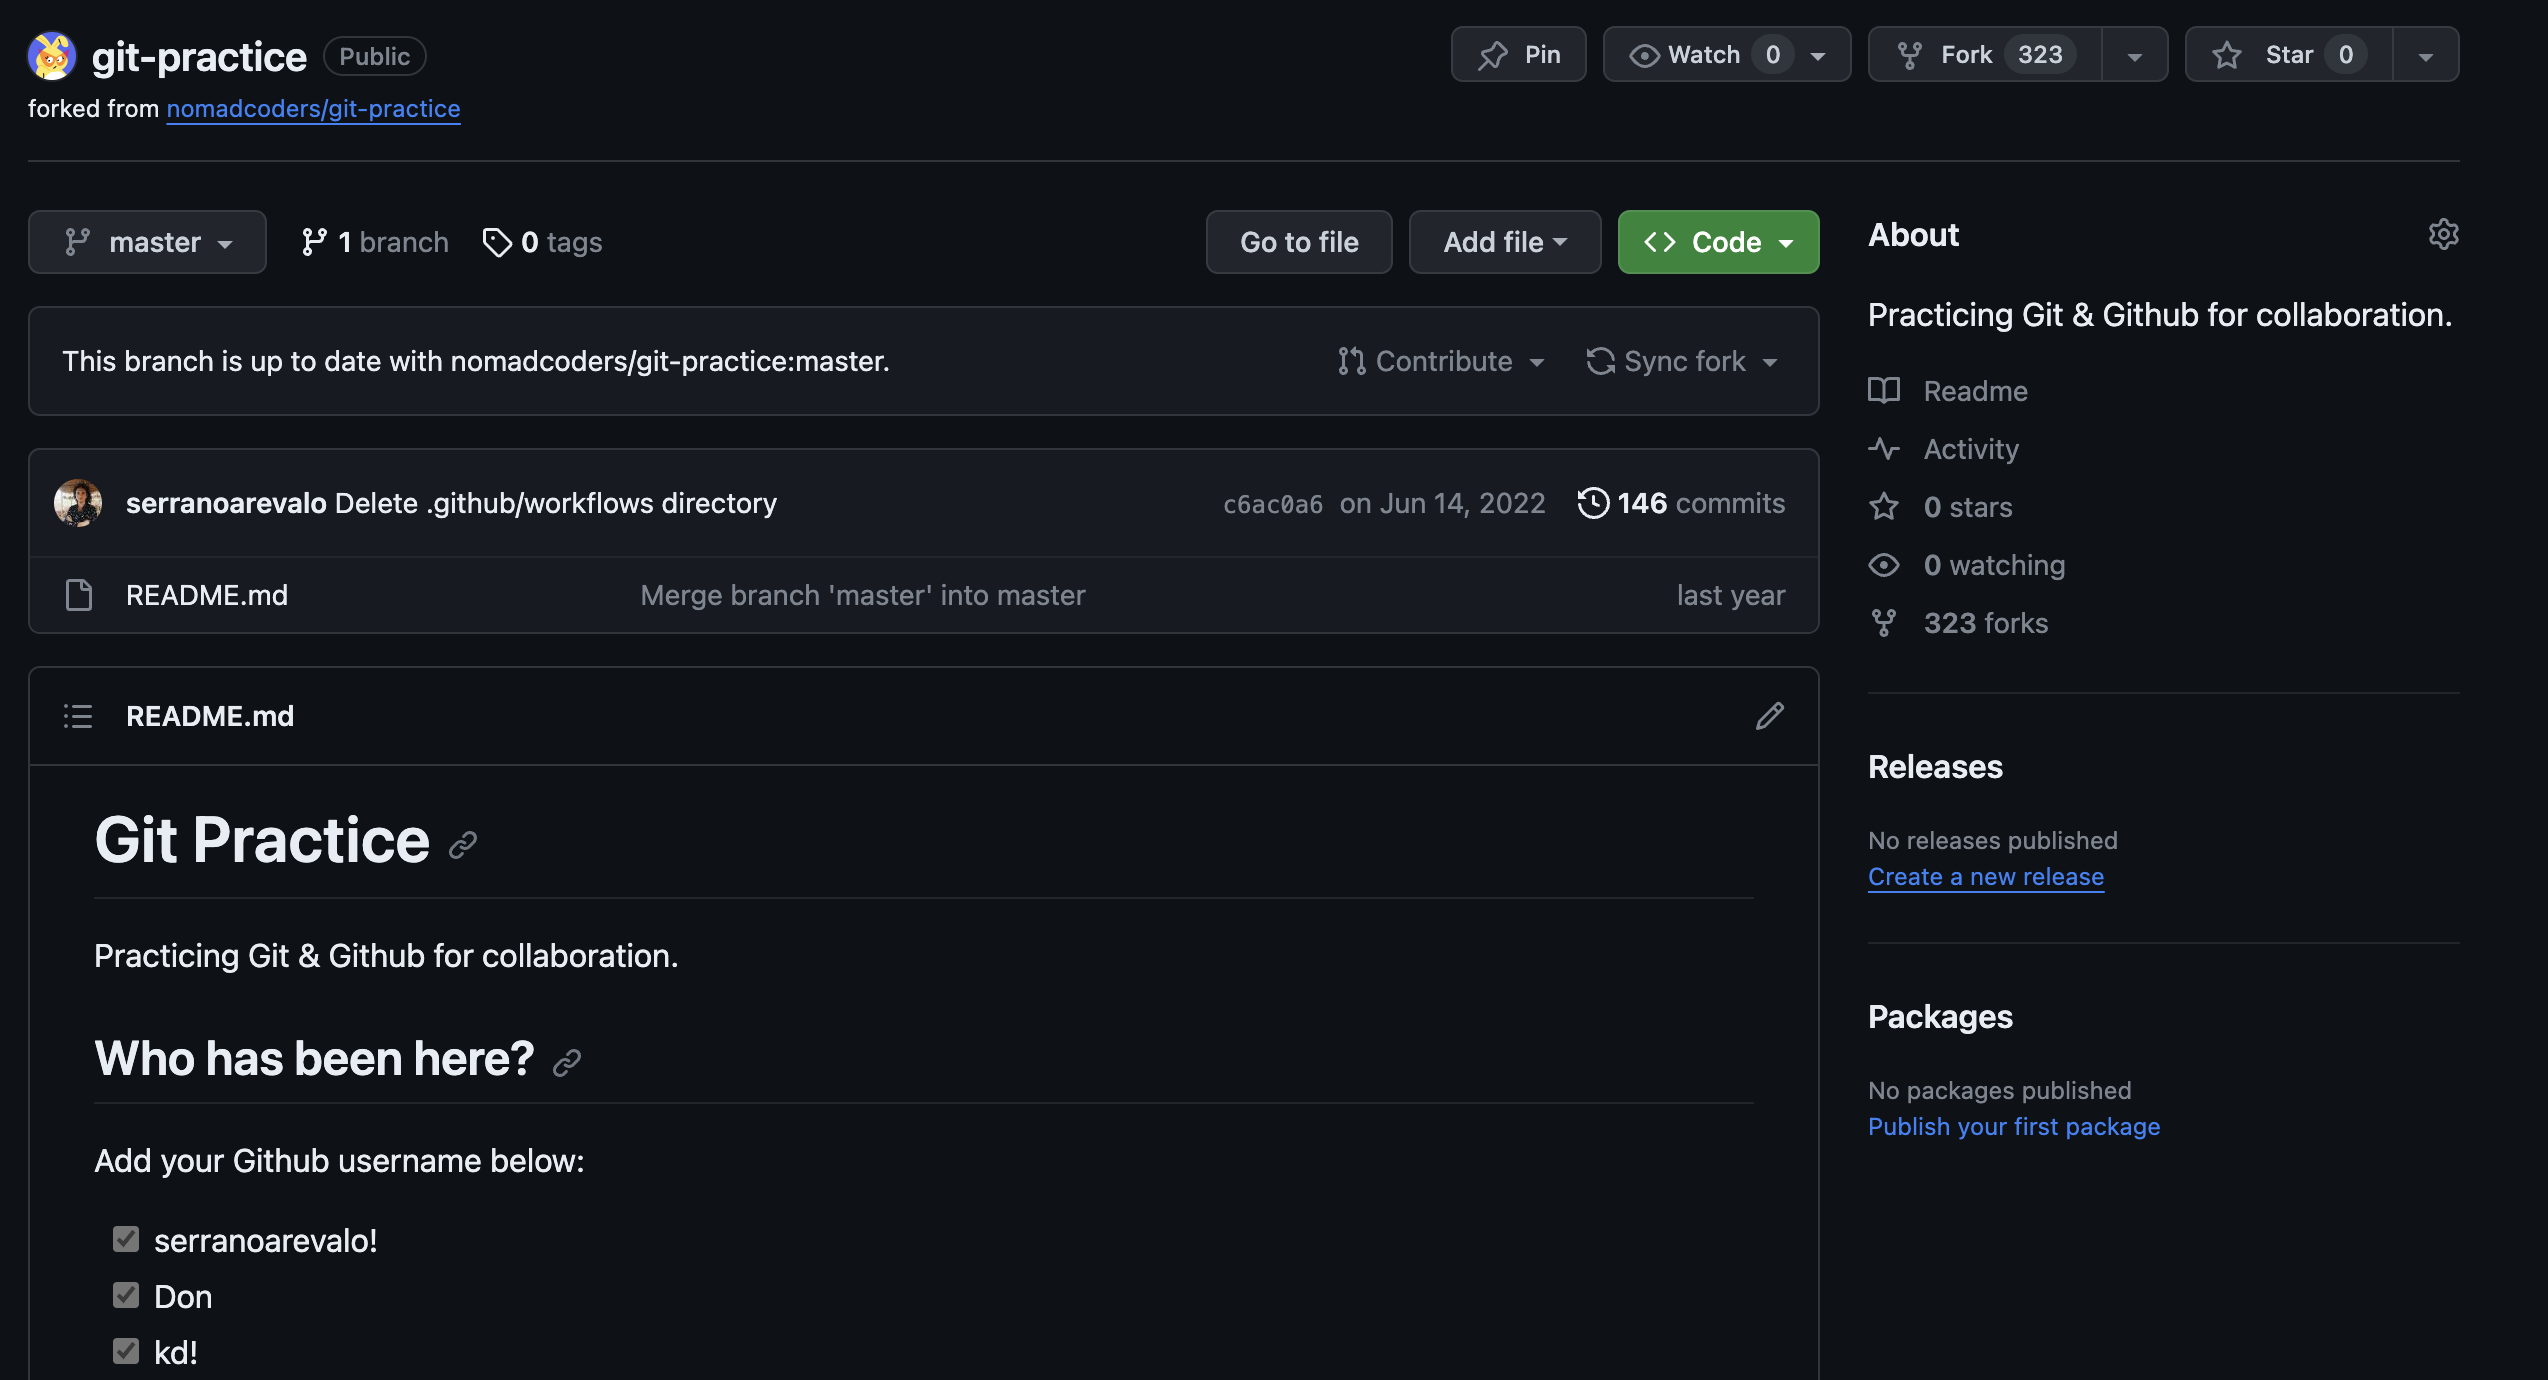 git-practice Public
Pin
Watch 0
Fork 323
Star 0
forked from nomadcoders/git-practice
master
1 branch
0 tags
Go to file
Add file
Code
This branch is up to date with nomadcoders/git-practice:master.
Contribute
Sync fork
serranoarevalo Delete .github/workflows directory
c6ac0a6 on Jun 14, 2022
146 commits
README.md
Merge branch 'master' into master
last year
README.md
Git Practice
Practicing Git & Github for collaboration.
Who has been here?
Add your Github username below:
serranoarevalo!
Don
kd!
About
Practicing Git & Github for collaboration.
Readme
Activity
0 stars
0 watching
323 forks
Releases
No releases published
Create a new release
Packages
No packages published
Publish your first package